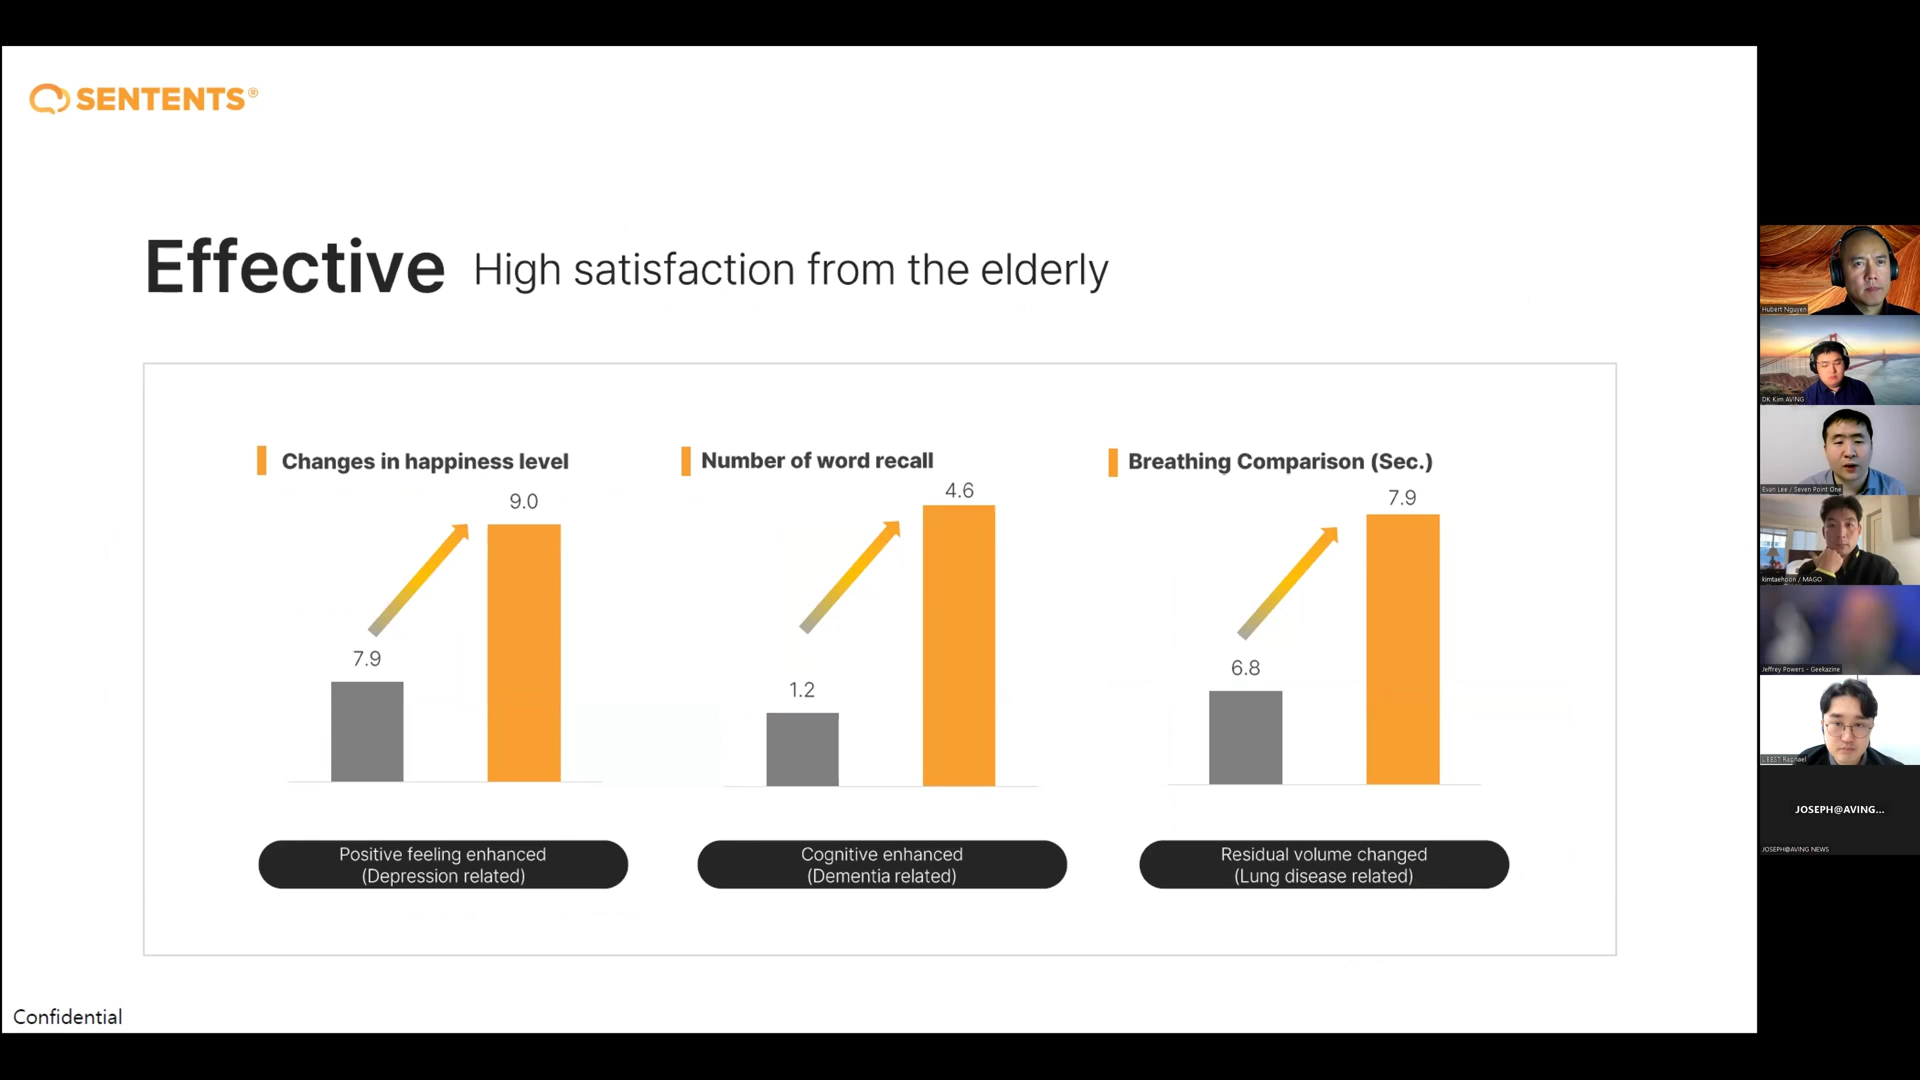 SENTENTS®
Effective High satisfaction from the elderly
Changes in happiness level
7.9
9.0
Positive feeling enhanced
(Depression related)
Number of word recall
1.2
4.6
Cognitive enhanced
(Dementia related)
Breathing Comparison (Sec.)
6.8
7.9
Residual volume changed
(Lung disease related)
Confidential
Hubert Nguyen
DK Kim AVING
Evan Lee / Seven Point One
kimtaehoon / MAGO
Jeffrey Powers - Geekazine
Raphael
JOSEPH@AVING...
JOSEPH@AVING NEWS